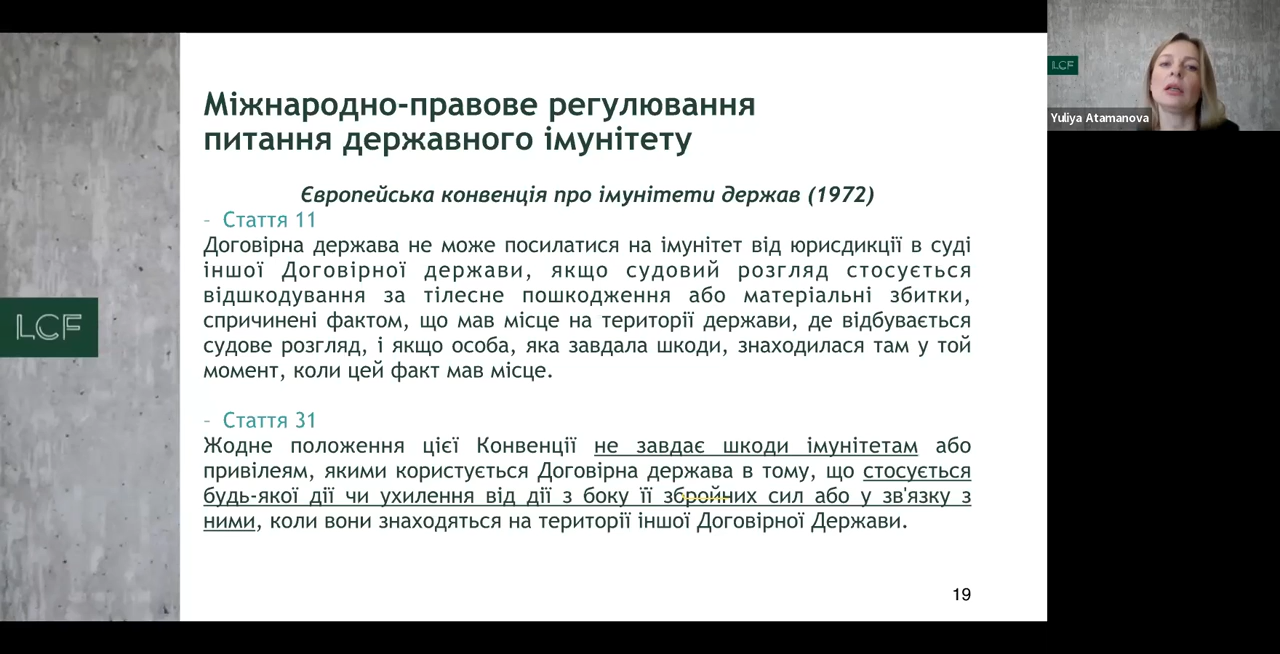 LCF
Yuliya Atamanova
Міжнародно-правове регулювання
питання державного імунітету
Європейська конвенція про імунітети держав (1972)
- Стаття 11
Договірна держава не може посилатися на імунітет від юрисдикції в суді
іншої Договірної держави, якщо судовий розгляд стосується
відшкодування за тілесне пошкодження або матеріальні збитки,
спричинені фактом, що мав місце на території держави, де відбувається
судове розгляд, і якщо особа, яка завдала шкоди, знаходилася там у той
момент, коли цей факт мав місце.
- Стаття 31
Жодне положення цієї Конвенції не завдає шкоди імунітетам або
привілеям, якими користується Договірна держава в тому, що стосується
будь-якої дії чи ухилення від дії з боку її збройних сил або у зв'язку з
ними, коли вони знаходяться на території іншої Договірної Держави.
LCF
19